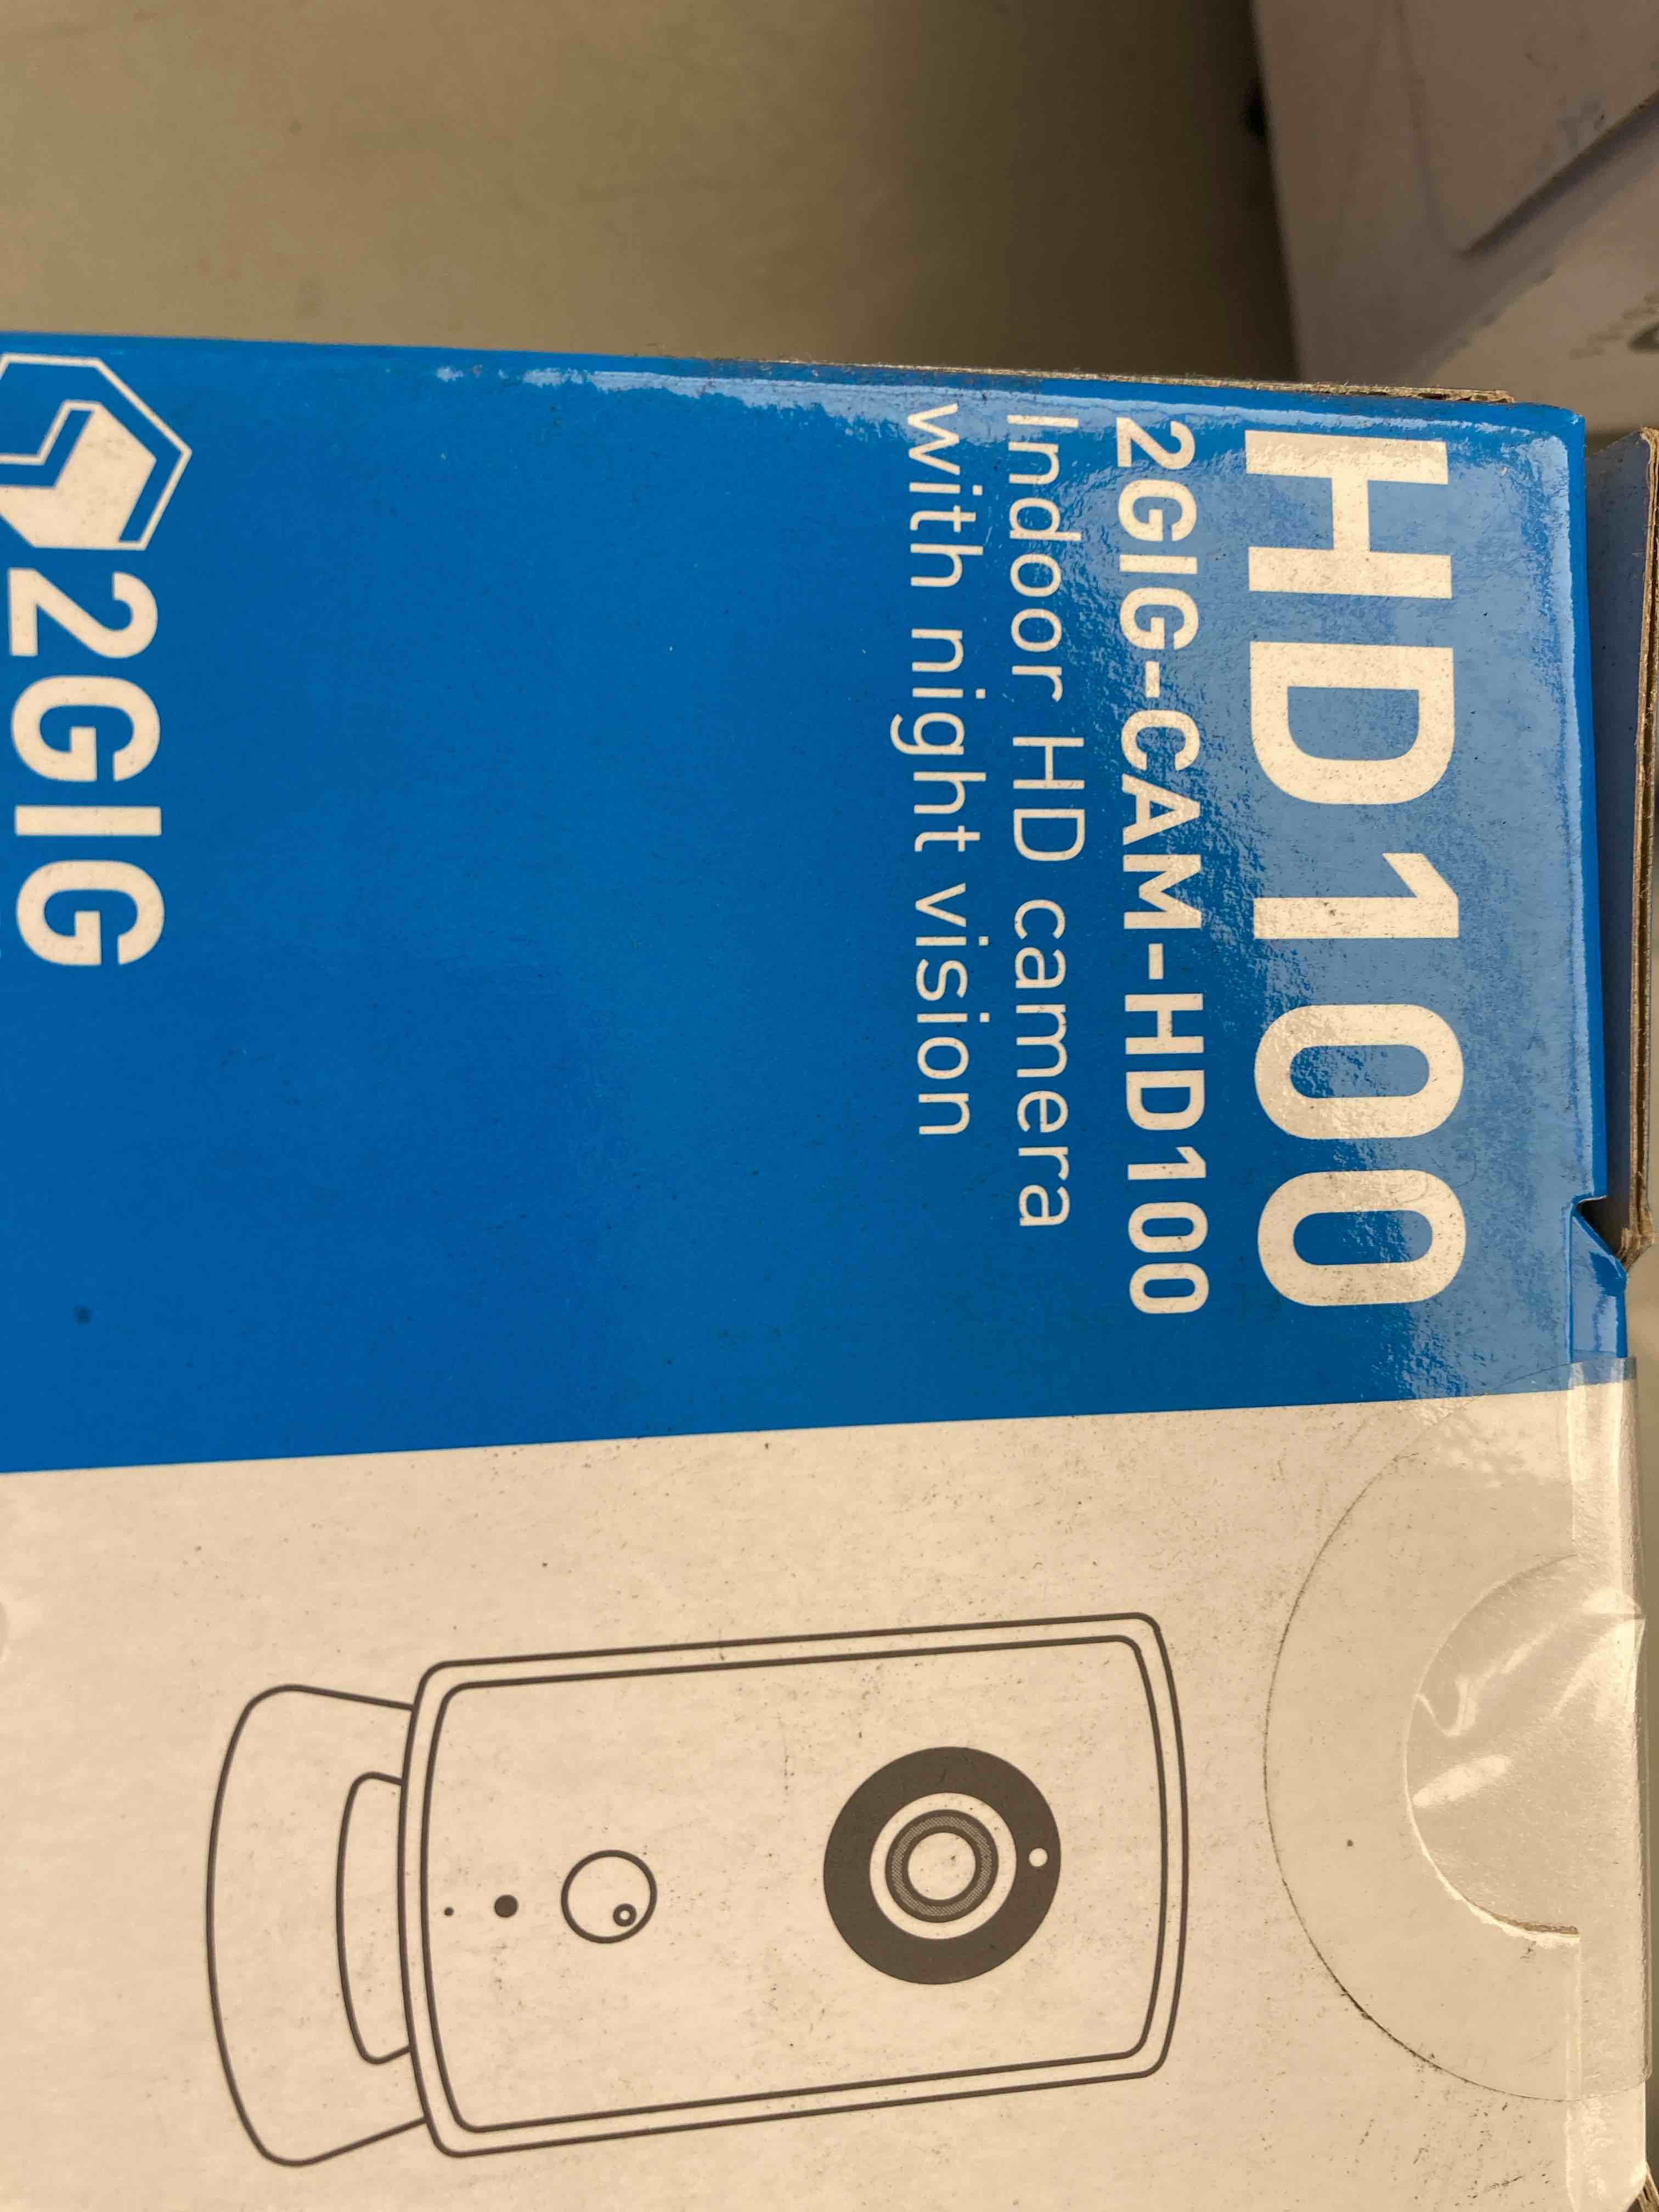 HD100
2GIG-CAM-HD100
Indoor HD camera
with night vision
2GIG